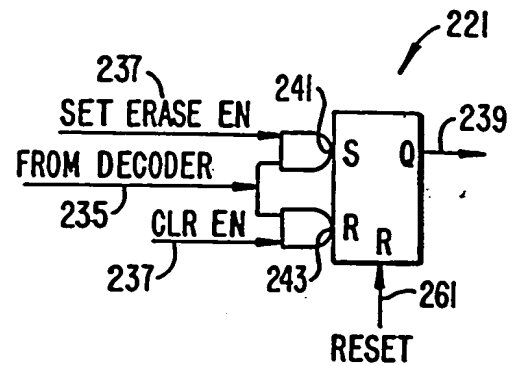 221
237
241
239
SET ERASE EN
S
Q
FROM DECODER
235
CLR EN
R
R
237
243
261
RESET